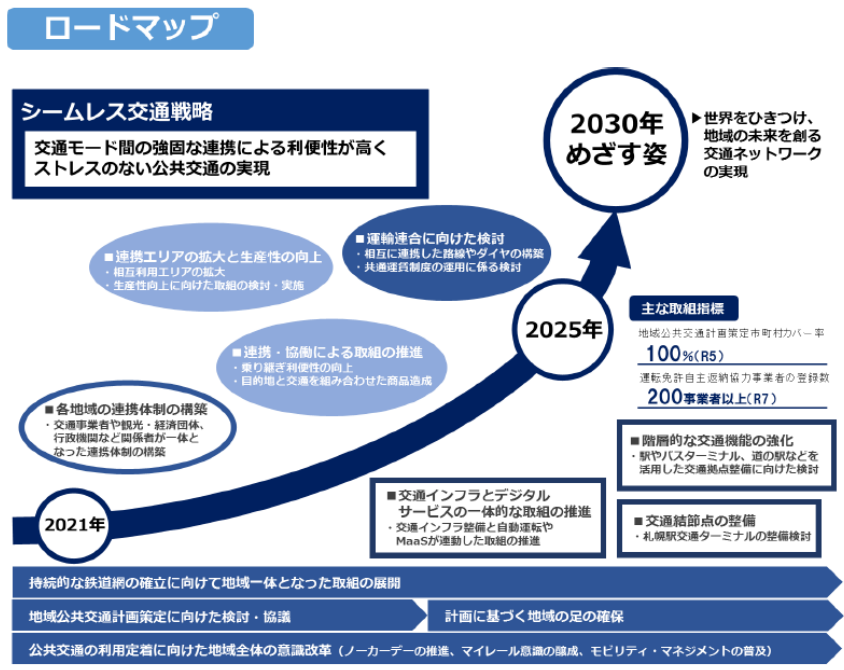 ロードマップ
シームレス交通戦略
交通モード間の強固な連携による利便性が高く
ストレスのない公共交通の実現
2030年
めざす姿
▶世界をひきつけ、
地域の未来を創る
交通ネットワーク
の実現
■連携エリアの拡大と生産性の向上
・相互利用エリアの拡大
・生産性向上に向けた取組の検討・実施
■運輸連合に向けた検討
・相互に連携した路線やダイヤの構築
・共通運賃制度の運用に係る検討
2025年
主な取組指標
地域公共交通計画策定市町村カバー率
100%(R5)
運転免許自主返納協力事業者の登録数
200事業者以上(R7)
■連携・協働による取組の推進
・乗り継ぎ利便性の向上
・目的地と交通を組み合わせた商品造成
■各地域の連携体制の構築
・交通事業者や観光・経済団体、
行政機関など関係者が一体と
なった連携体制の構築
■階層的な交通機能の強化
・駅やバスターミナル、道の駅などを
活用した交通拠点整備に向けた検討
2021年
■交通インフラとデジタル
サービスの一体的な取組の推進
・交通インフラ整備と自動運転や
MaaSが連動した取組の推進
■交通結節点の整備
・札幌駅交通ターミナルの整備検討
持続的な鉄道網の確立に向けて地域一体となった取組の展開
地域公共交通計画策定に向けた検討・協議
計画に基づく地域の足の確保
公共交通の利用定着に向けた地域全体の意識改革（ノーカーデーの推進、マイレール意識の醸成、モビリティ・マネジメントの普及）